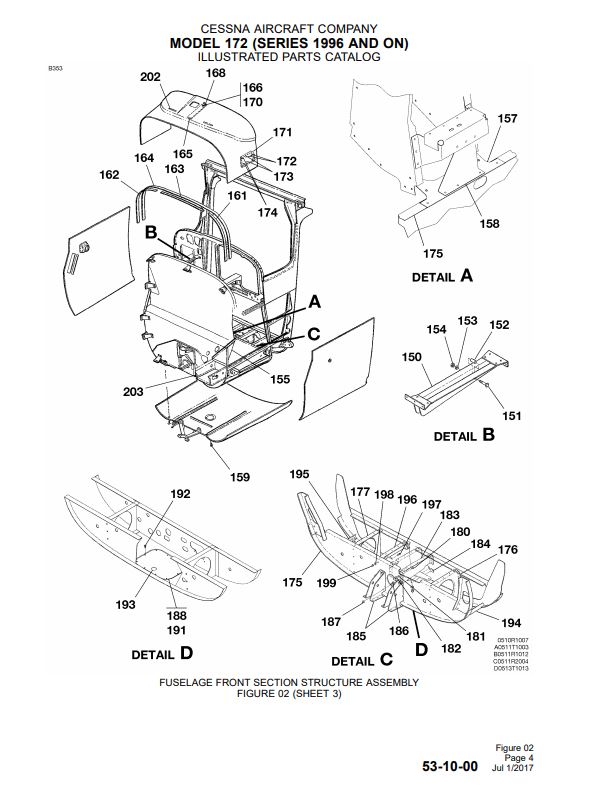 CESSNA AIRCRAFT COMPANY
MODEL 172 (SERIES 1996 AND ON)
ILLUSTRATED PARTS CATALOG
B353
202
168
166
170
171
172
173
174
165
164
163
162
161
B
A
C
155
203
159
157
158
175
DETAIL A
154
153
152
150
151
DETAIL B
192
193
188
191
DETAIL D
195
177
198
196
197
183
180
184
176
175
199
187
185
186
D
182
181
194
DETAIL C
0510R1007
A0511T1003
B0511R1012
C0511R2004
D0513T1013
FUSELAGE FRONT SECTION STRUCTURE ASSEMBLY
FIGURE 02 (SHEET 3)
Figure 02
Page 4
53-10-00 Jul 1/2017